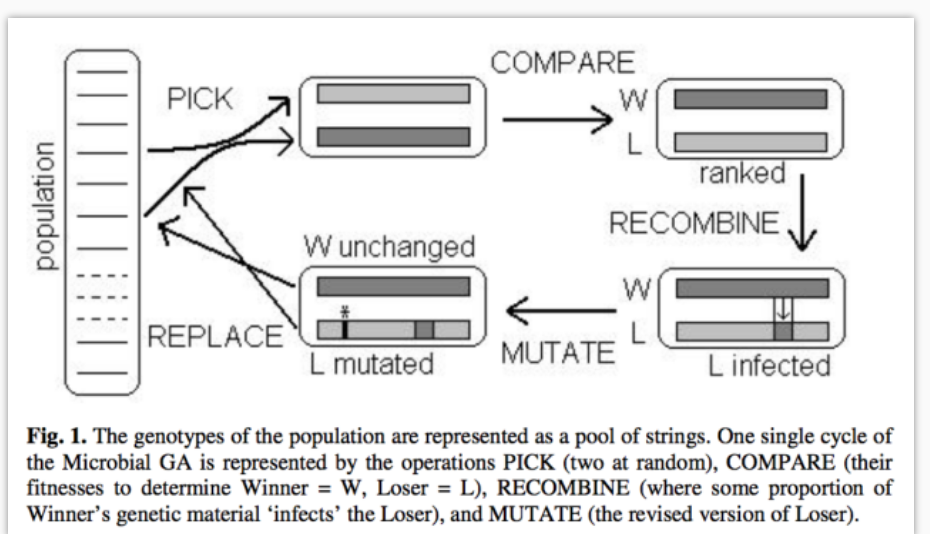 COMPARE
PICK
W
L
ranked
population
RECOMBINE
W unchanged
W
*
L
REPLACE
MUTATE
L mutated
L infected
Fig. 1. The genotypes of the population are represented as a pool of strings. One single cycle of
the Microbial GA is represented by the operations PICK (two at random), COMPARE (their
fitnesses to determine Winner = W, Loser = L), RECOMBINE (where some proportion of
Winner's genetic material 'infects' the Loser), and MUTATE (the revised version of Loser).